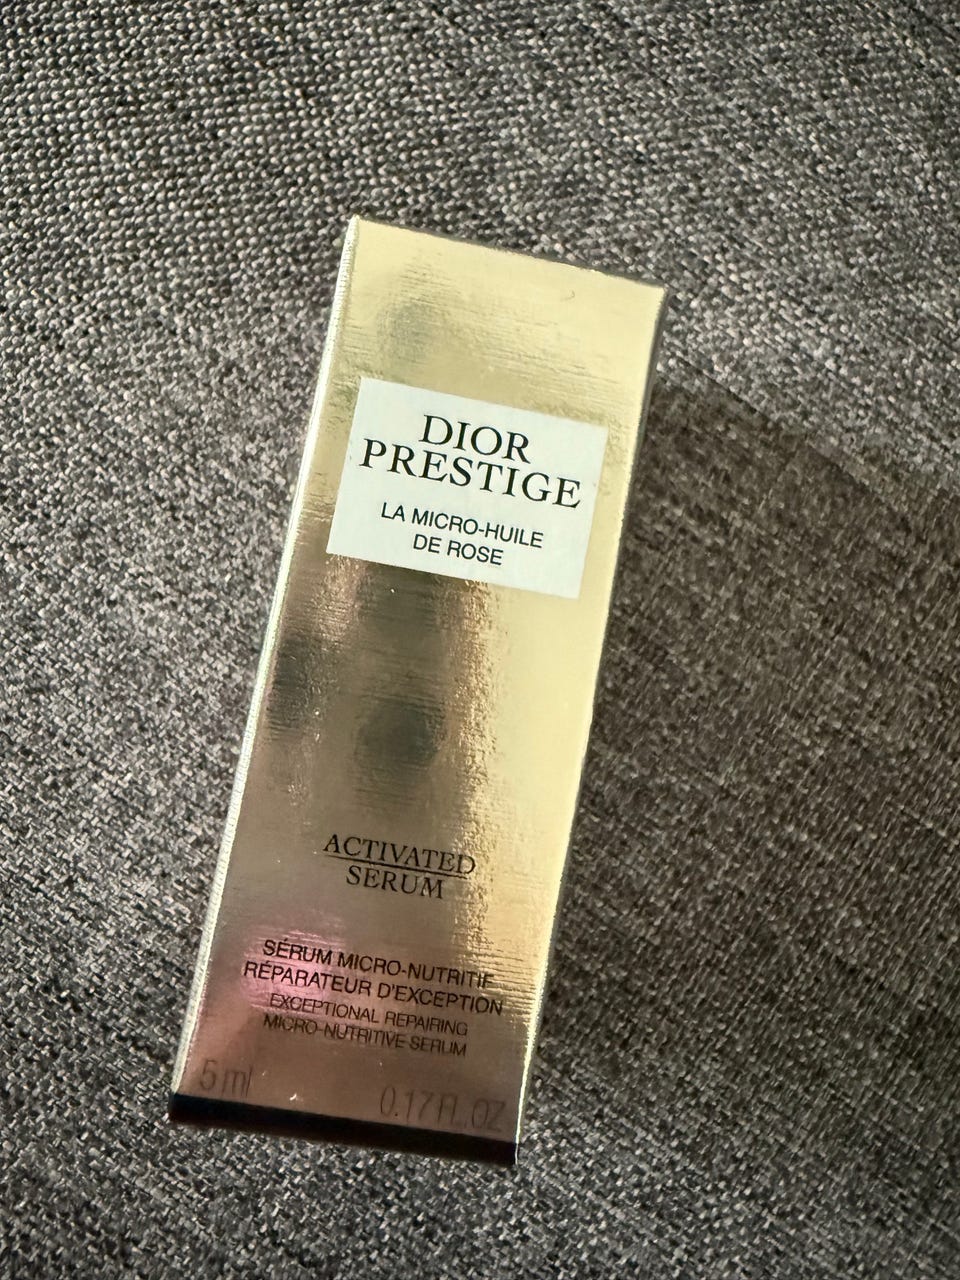 DIOR
PRESTIGE
LA MICRO-HUILE
DE ROSE
ACTIVATED
SERUM
SÉRUM MICRO-NUTRITIF
RÉPARATEUR D'EXCEPTION
EXCEPTIONAL REPAIRING
MICRO-NUTRITIVE SERUM
5 ml 0.17 FL.OZ